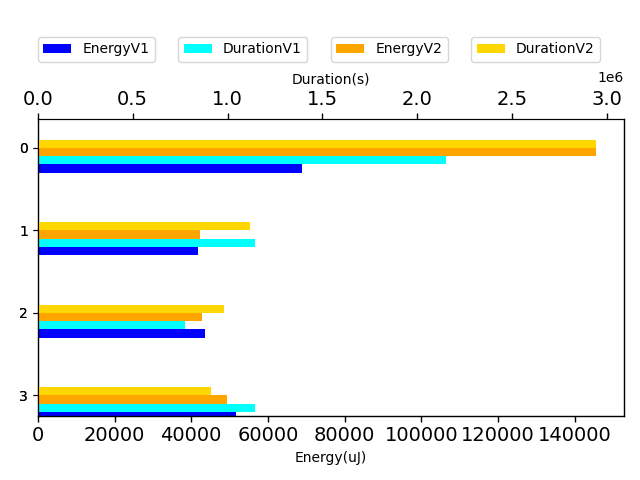 EnergyV1 DurationV1 EnergyV2 DurationV2
Duration(s)
1e6
0.0 0.5 1.0 1.5 2.0 2.5 3.0
0
1
2
3
0 20000 40000 60000 80000 100000 120000 140000
Energy(uJ)